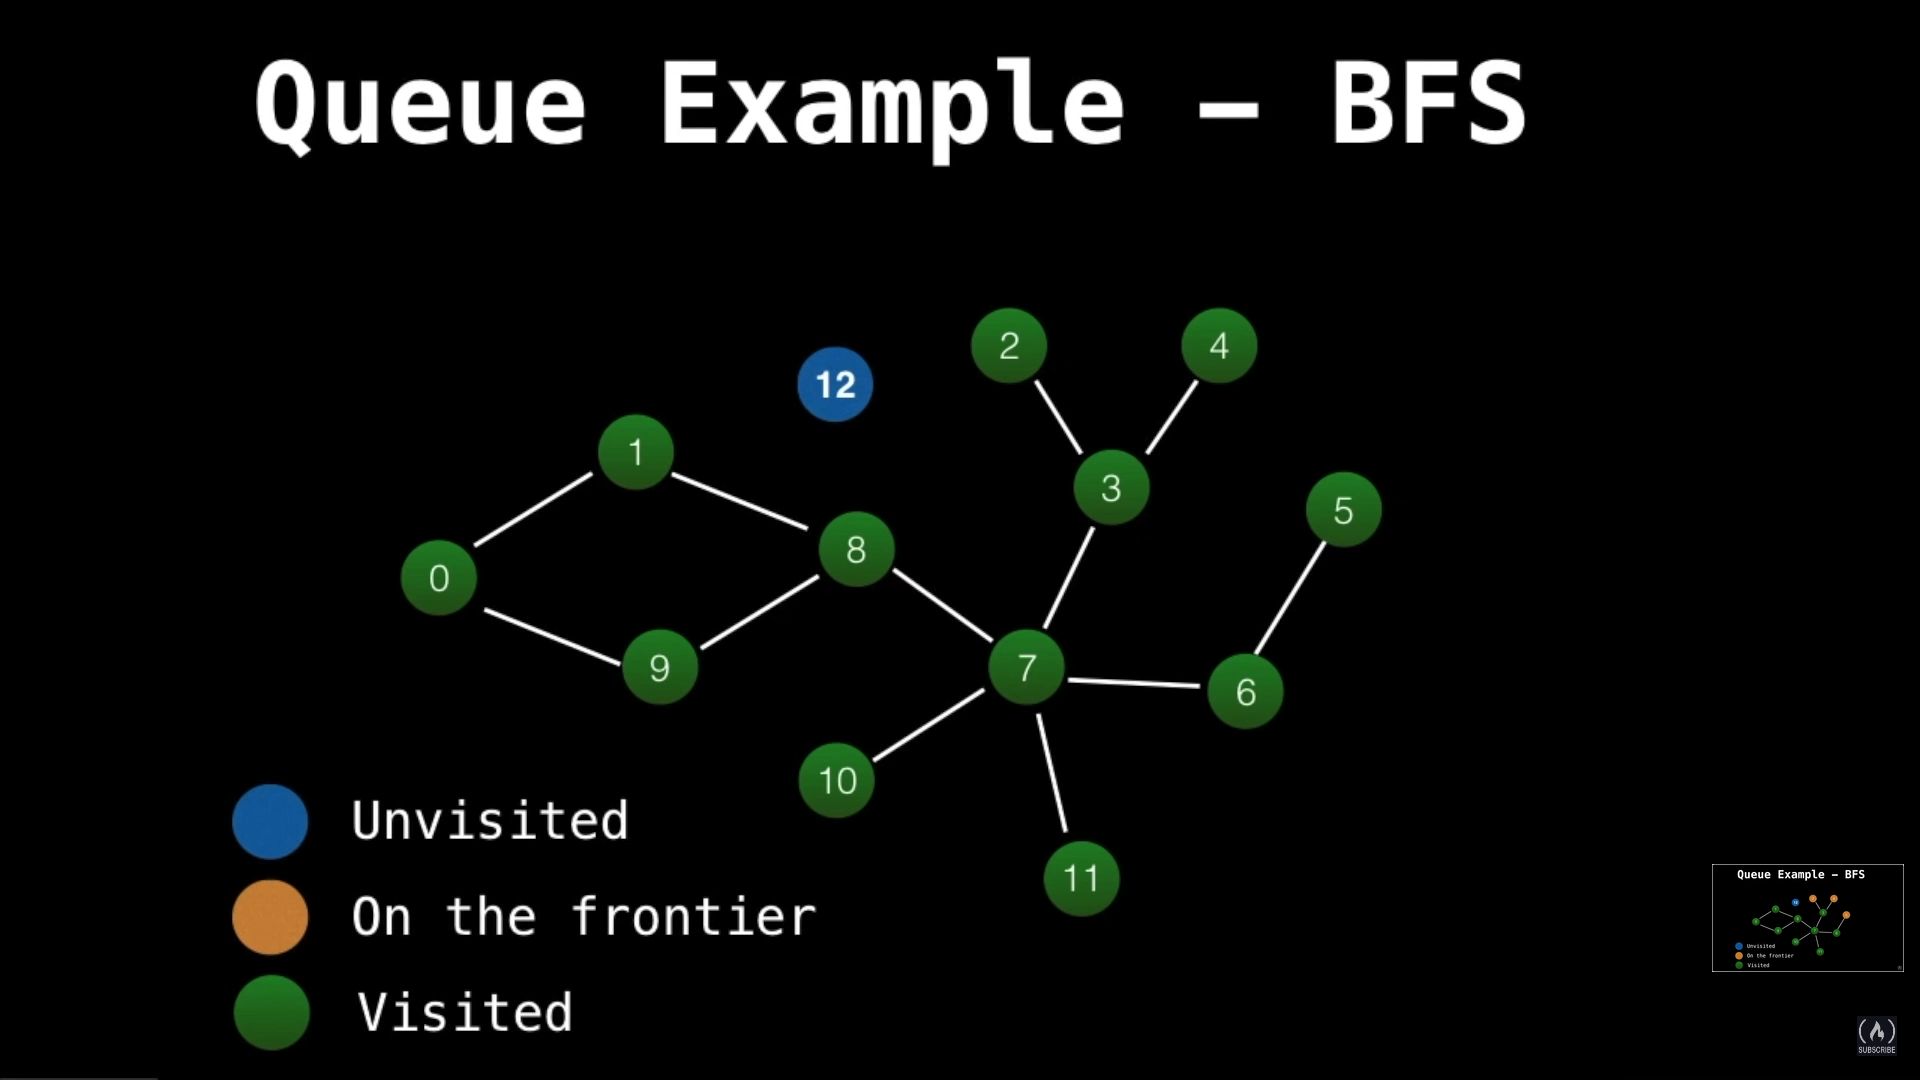 Queue Example – BFS
2
4
12
1
3
5
8
0
9
7
6
10
11
Unvisited
On the frontier
Visited
Queue Example – BFS
Unvisited
On the frontier
Visited
SUBSCRIBE